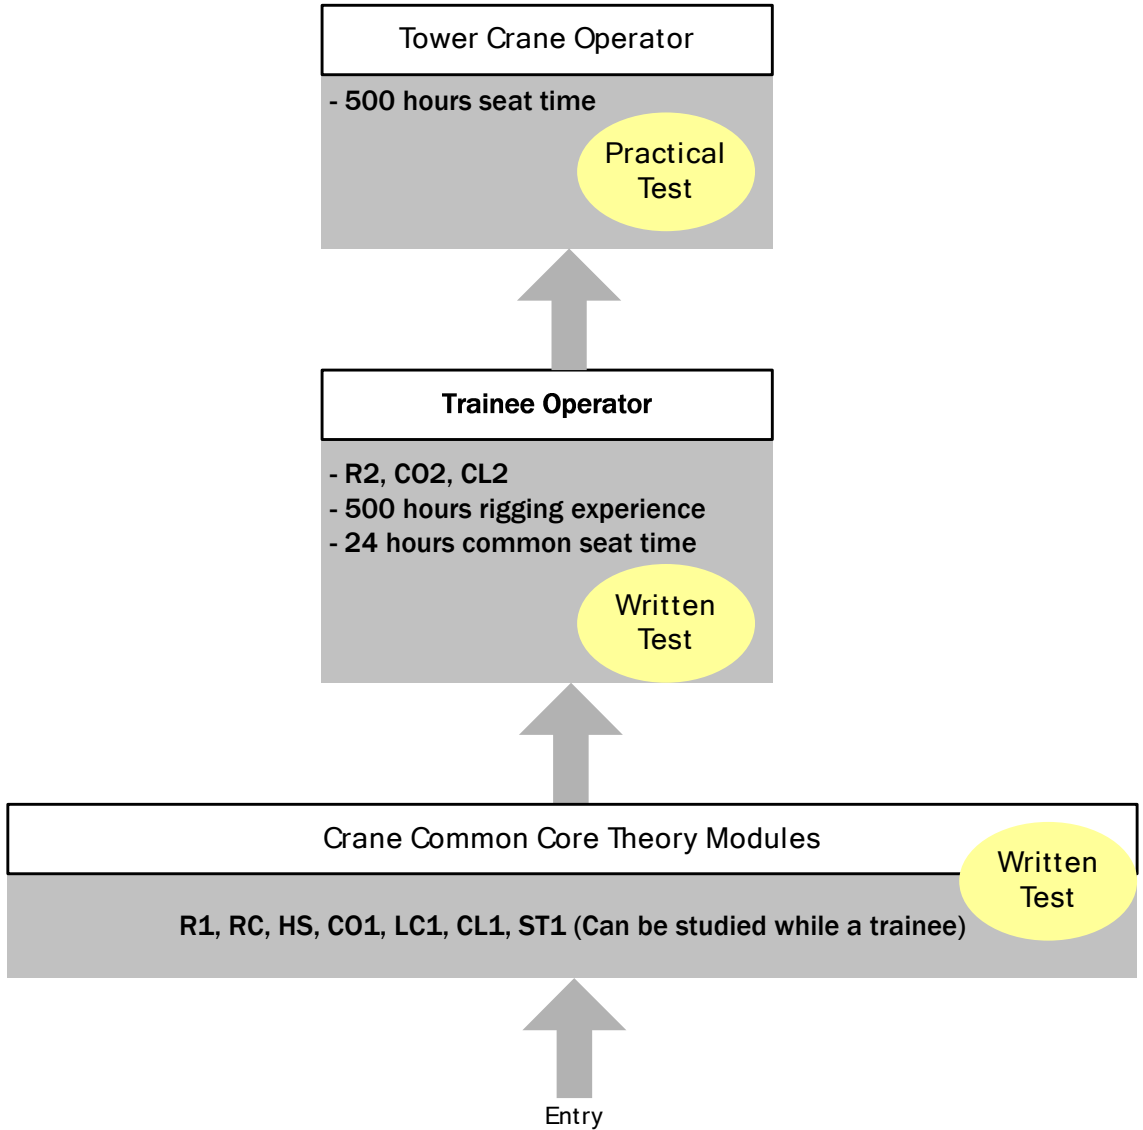 Tower Crane Operator
- 500 hours seat time
Practical
Test
Trainee Operator
- R2, CO2, CL2
- 500 hours rigging experience
- 24 hours common seat time
Written
Test
Crane Common Core Theory Modules
Written
Test
R1, RC, HS, CO1, LC1, CL1, ST1 (Can be studied while a trainee)
Entry